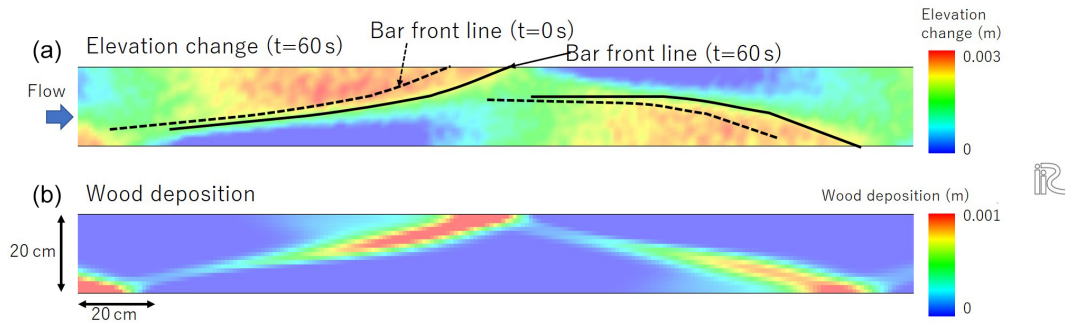 (a) Elevation change (t=60 s)
Bar front line (t=0 s)
Bar front line (t=60 s)
Elevation
change (m)
0.003
0
Flow
(b) Wood deposition
Wood deposition (m)
0.001
0
20 cm
20 cm
iRiC